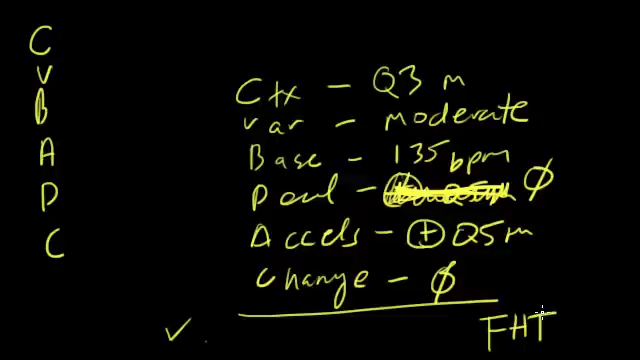 C
V
B
A
D
C
Ctx - Q3 m
Var - moderate
Base - 135 bpm
Decel - ∅
Accels - ⊕ Q5m
Change - ∅
✓
FHT